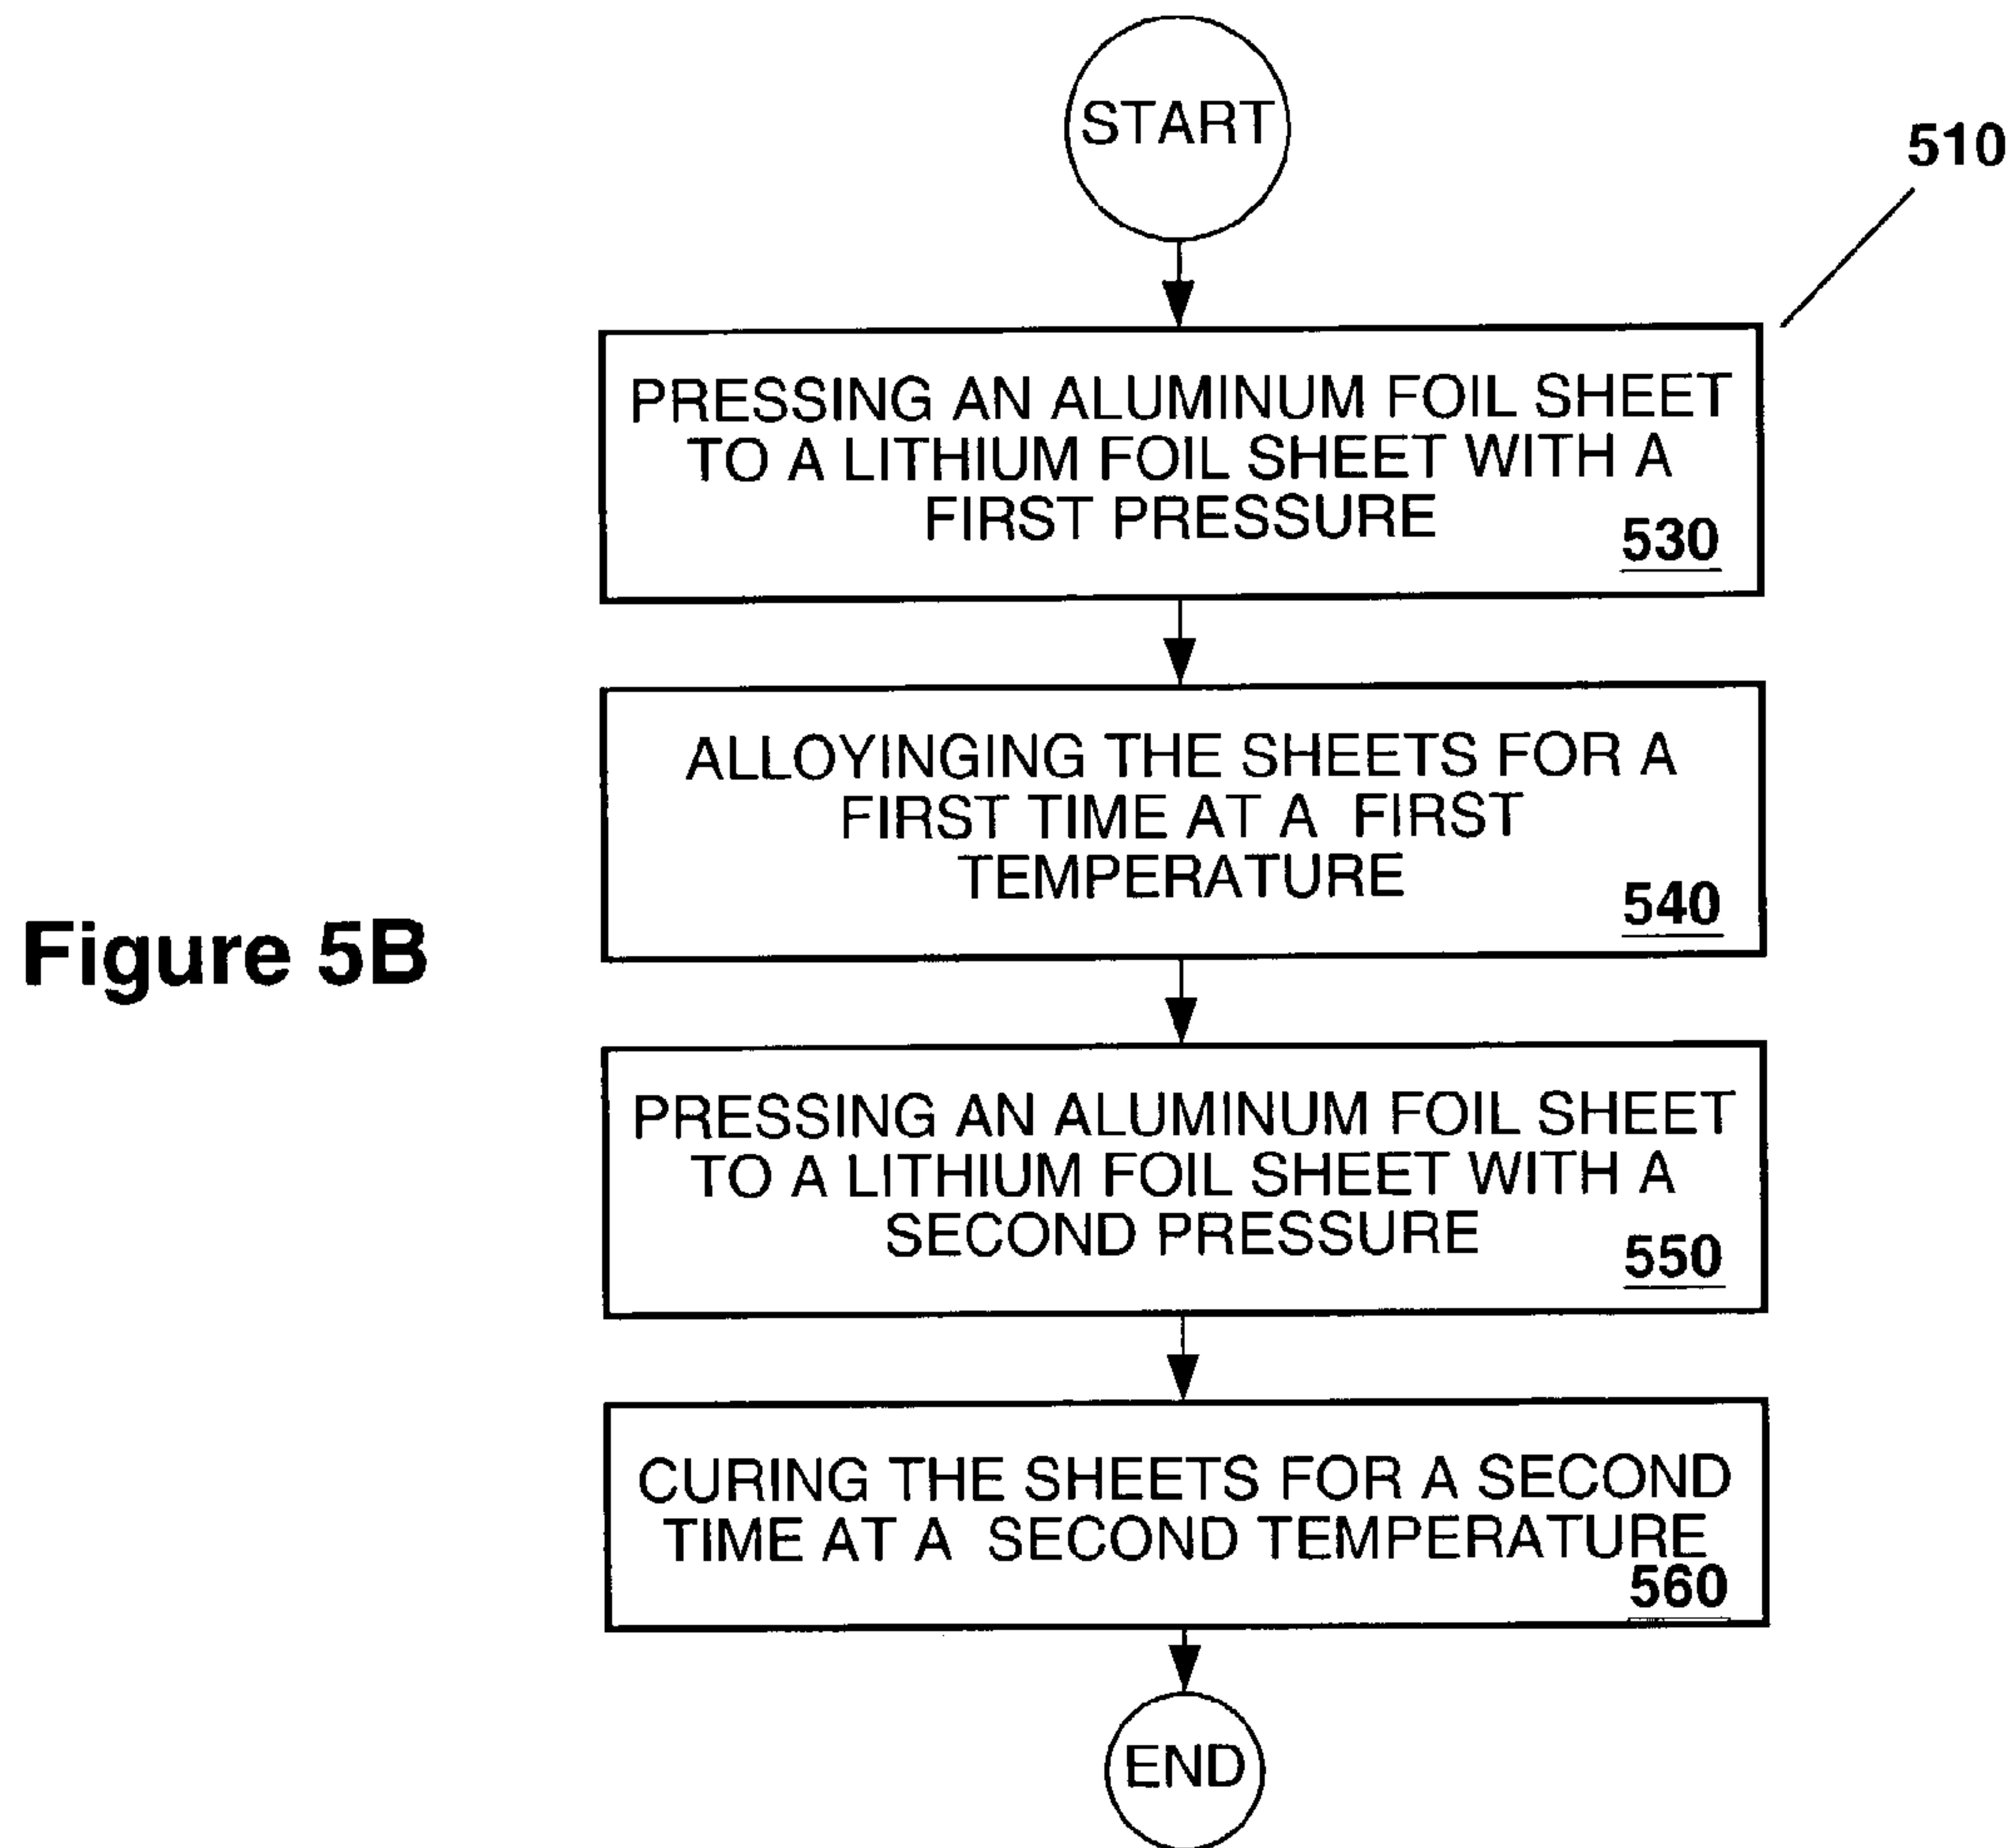 START
510
PRESSING AN ALUMINUM FOIL SHEET
TO A LITHIUM FOIL SHEET WITH A
FIRST PRESSURE
530
ALLOYINGING THE SHEETS FOR A
FIRST TIME AT A FIRST
TEMPERATURE
540
Figure 5B
PRESSING AN ALUMINUM FOIL SHEET
TO A LITHIUM FOIL SHEET WITH A
SECOND PRESSURE
550
CURING THE SHEETS FOR A SECOND
TIME AT A SECOND TEMPERATURE
560
END